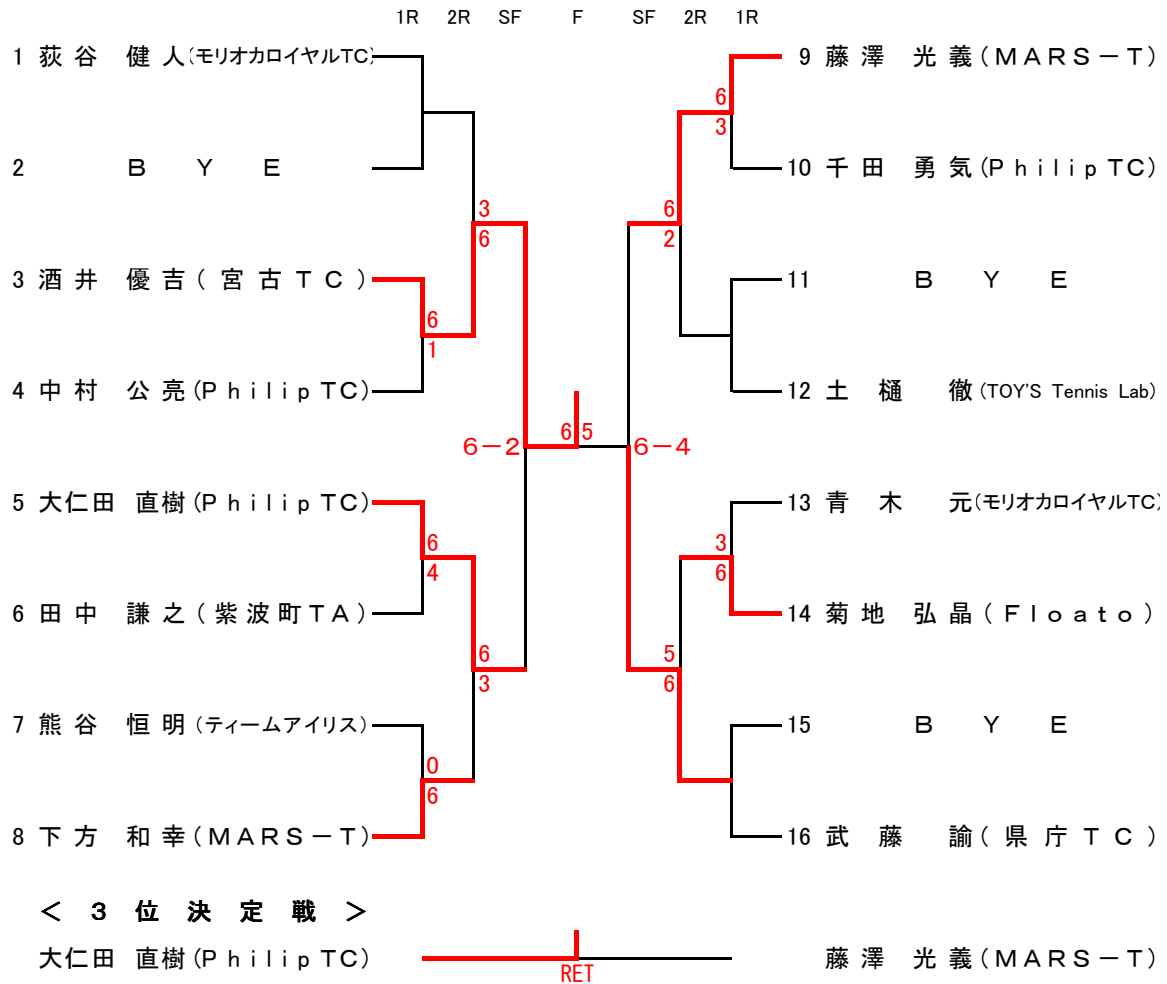 1R 2R SF F SF 2R 1R
1 荻谷 健人(モリオカロイヤルTC)
2 BYE
3 酒井 優吉(宮古TC)
4 中村 公亮(Philip TC)
5 大仁田 直樹(Philip TC)
6 田中 謙之(紫波町TA)
7 熊谷 恒明(ティームアイリス)
8 下方 和幸(MARS－T)
3
6
6
1
6－2
6
4
6
3
0
6
6 5
9 藤澤 光義(MARS－T)
10 千田 勇気(Philip TC)
11 BYE
12 土樋 徹(TOY'S Tennis Lab)
13 青木 元(モリオカロイヤルTC)
14 菊地 弘晶(Floato)
15 BYE
16 武藤 諭(県庁TC)
6
3
6
2
6－4
3
6
5
6
＜３位決定戦＞
大仁田 直樹(Philip TC) RET 藤澤 光義(MARS－T)